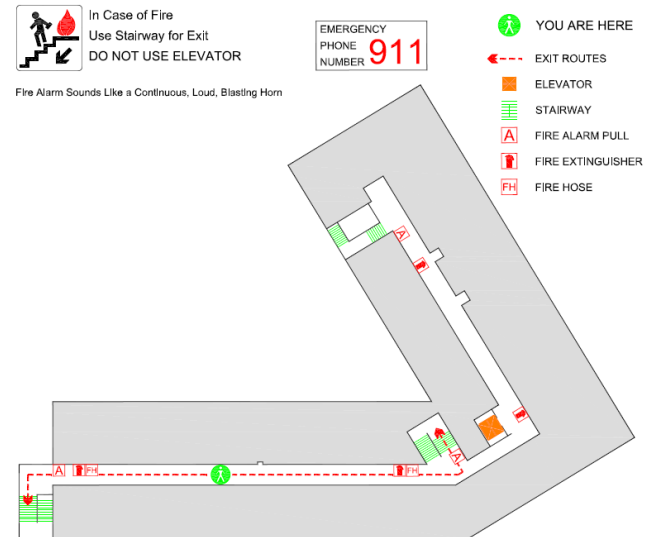 In Case of Fire
Use Stairway for Exit
DO NOT USE ELEVATOR
Fire Alarm Sounds Like a Continuous, Loud, Blasting Horn
EMERGENCY
PHONE
NUMBER 911
YOU ARE HERE
EXIT ROUTES
ELEVATOR
STAIRWAY
A FIRE ALARM PULL
FIRE EXTINGUISHER
FH FIRE HOSE
A
A
A
FH
FH